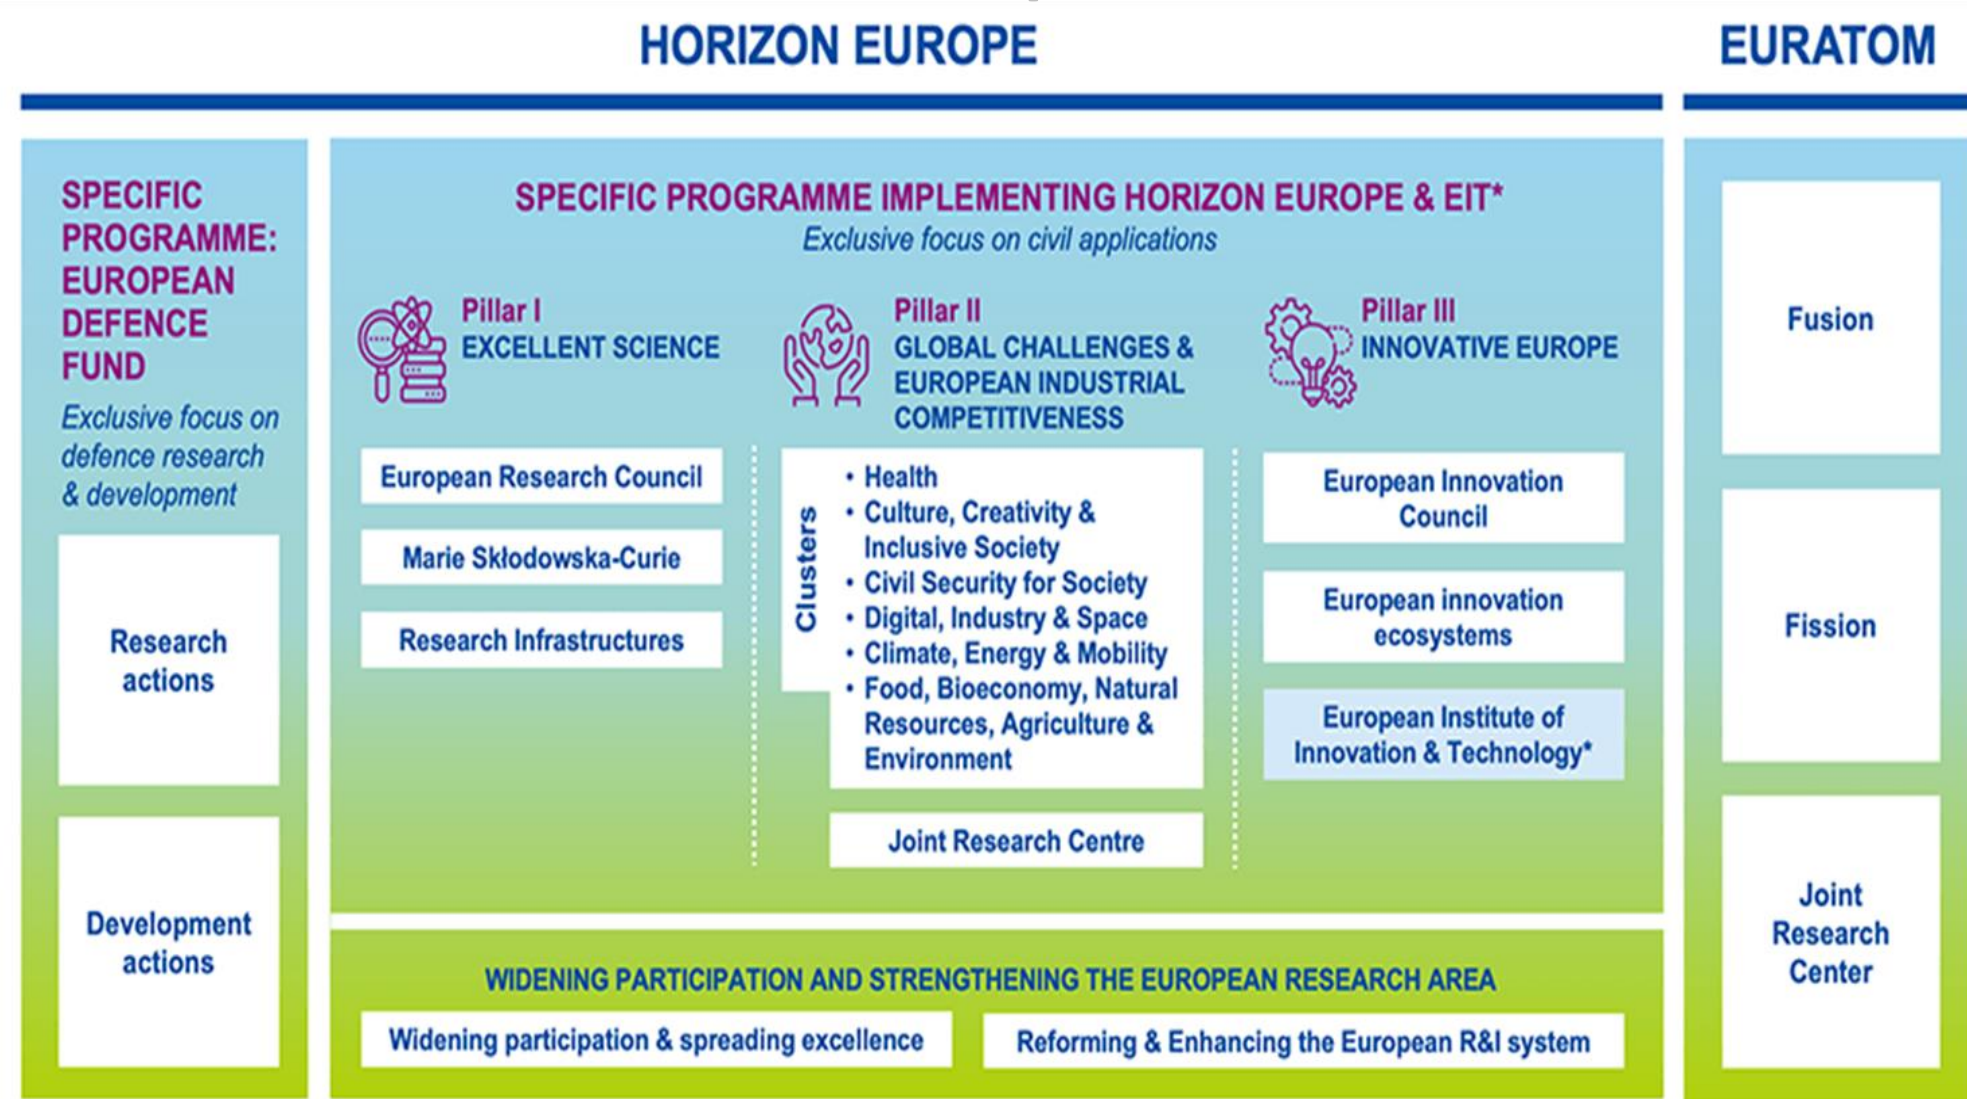 HORIZON EUROPE
EURATOM
SPECIFIC
PROGRAMME:
EUROPEAN
DEFENCE
FUND
Exclusive focus on
defence research
& development
Research
actions
Development
actions
SPECIFIC PROGRAMME IMPLEMENTING HORIZON EUROPE & EIT*
Exclusive focus on civil applications
Pillar I
EXCELLENT SCIENCE
European Research Council
Marie Skłodowska-Curie
Research Infrastructures
Pillar II
GLOBAL CHALLENGES &
EUROPEAN INDUSTRIAL
COMPETITIVENESS
Clusters
• Health
• Culture, Creativity &
Inclusive Society
• Civil Security for Society
• Digital, Industry & Space
• Climate, Energy & Mobility
• Food, Bioeconomy, Natural
Resources, Agriculture &
Environment
Joint Research Centre
Pillar III
INNOVATIVE EUROPE
European Innovation
Council
European innovation
ecosystems
European Institute of
Innovation & Technology*
WIDENING PARTICIPATION AND STRENGTHENING THE EUROPEAN RESEARCH AREA
Widening participation & spreading excellence
Reforming & Enhancing the European R&I system
Fusion
Fission
Joint
Research
Center